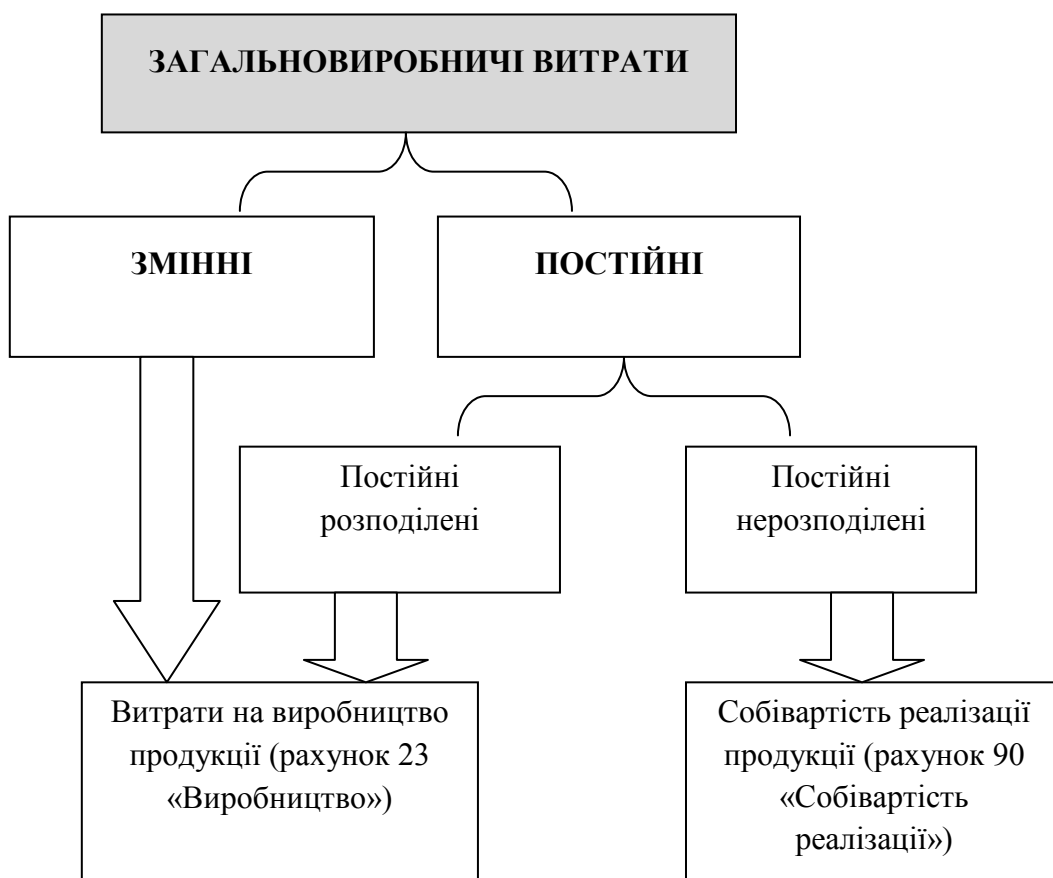 ЗАГАЛЬНОВИРОБНИЧІ ВИТРАТИ
ЗМІННІ
ПОСТІЙНІ
Постійні
розподілені
Постійні
нерозподілені
Витрати на виробництво
продукції (рахунок 23
«Виробництво»)
Собівартість реалізації
продукції (рахунок 90
«Собівартість
реалізації»)